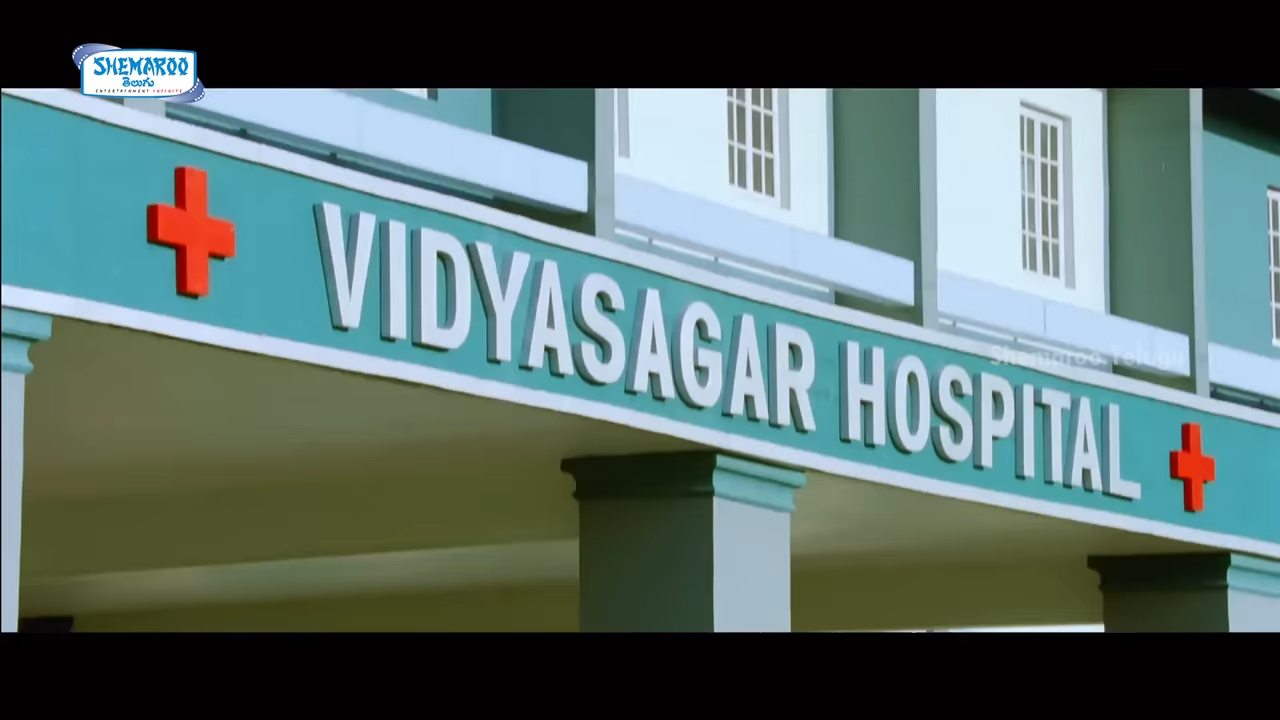 SHEMAROO
తెలుగు
ENTERTAINMENT INFINITE
VIDYASAGAR HOSPITAL
Shemaroo Telugu